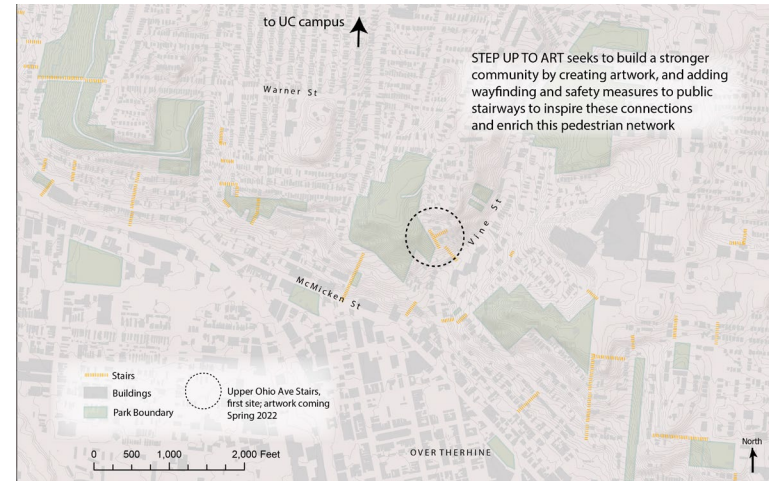 to UC campus
STEP UP TO ART seeks to build a stronger
community by creating artwork, and adding
wayfinding and safety measures to public
stairways to inspire these connections
and enrich this pedestrian network
Warner St
Vine St
McMicken St
Stairs
Buildings
Park Boundary
Upper Ohio Ave Stairs,
first site; artwork coming
Spring 2022
0 500 1,000 2,000 Feet
OVER THE RHINE
North